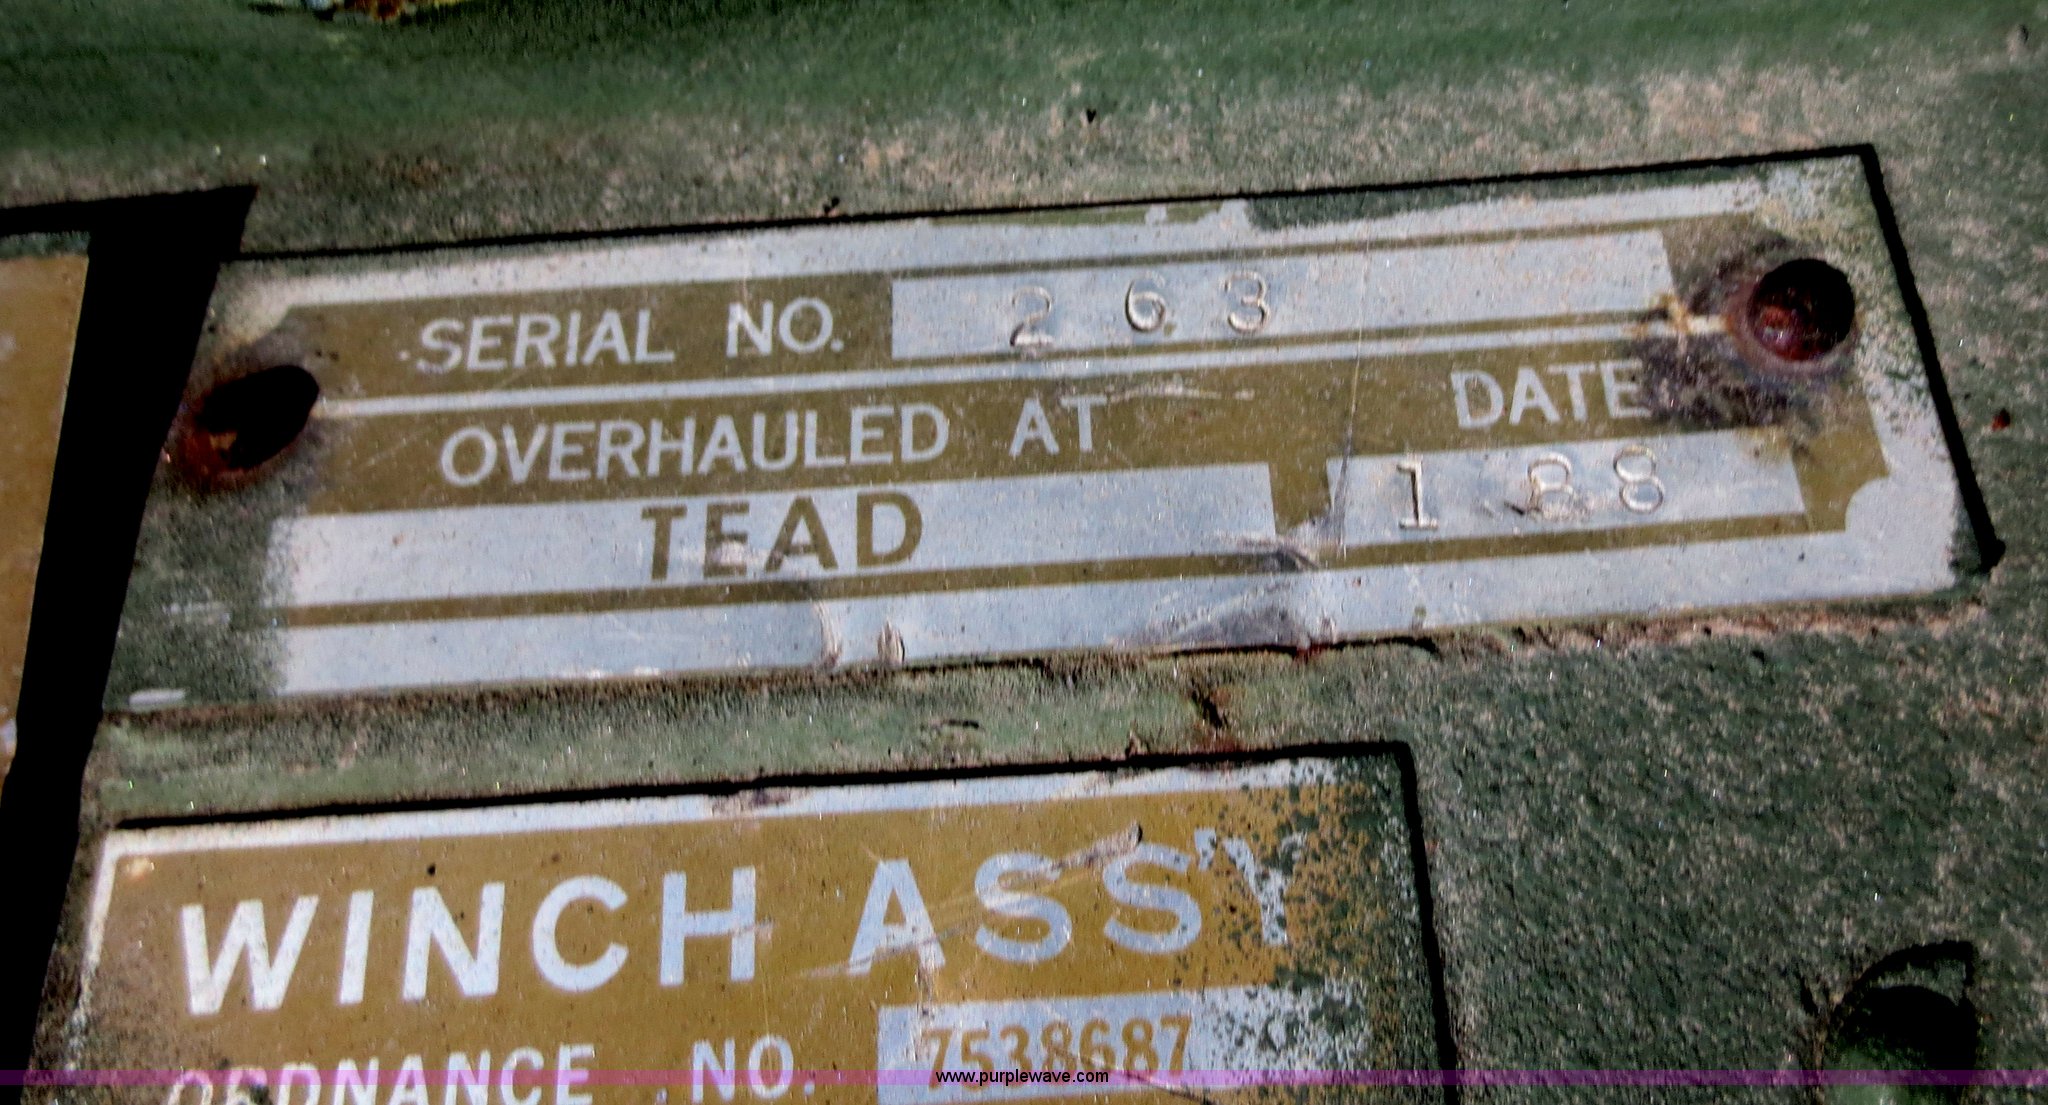 SERIAL NO. 263
OVERHAULED AT DATE
TEAD 1 88
WINCH ASS'Y
ORDNANCE NO. 7538687
www.purplewave.com